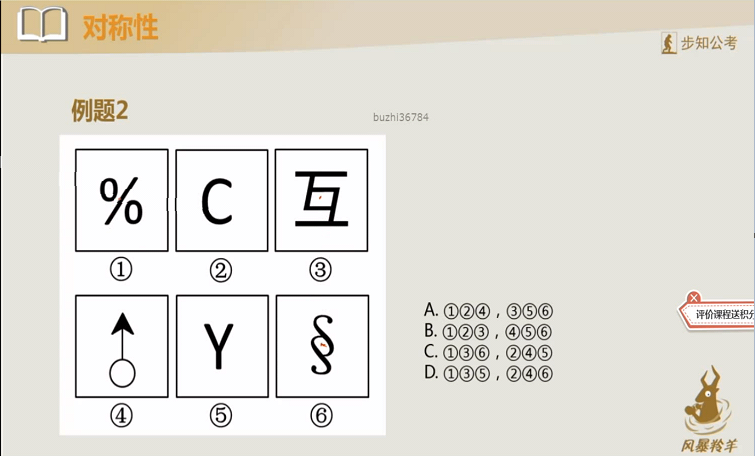 对称性
步知公考
例题2
buzhi36784
% C 互
① ② ③
Y §
④ ⑤ ⑥
A. ①②④，③⑤⑥
B. ①②③，④⑤⑥
C. ①③⑥，②④⑤
D. ①③⑤，②④⑥
评价课程送积分
风暴羚羊